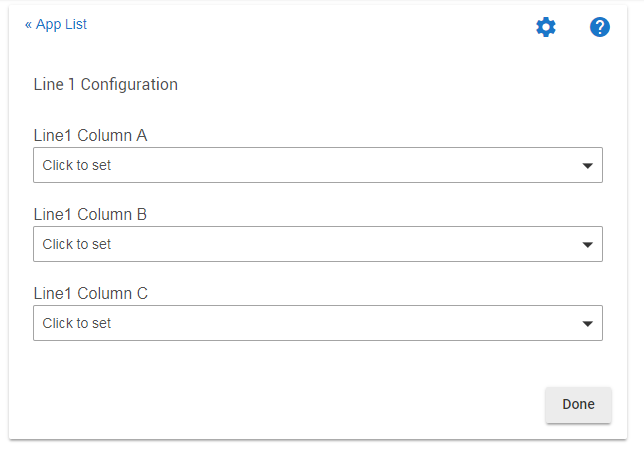 « App List
?
Line 1 Configuration
Line1 Column A
Click to set
Line1 Column B
Click to set
Line1 Column C
Click to set
Done